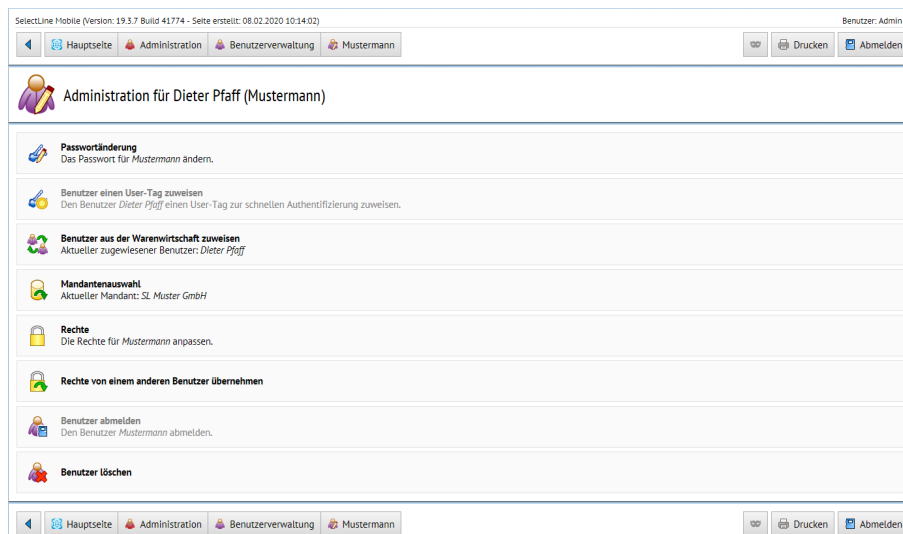 SelectLine Mobile (Version: 19.3.7 Build 41774 - Seite erstellt: 08.02.2020 10:14:02) Benutzer: Admin
Hauptseite Administration Benutzerverwaltung Mustermann Drucken Abmelden
Administration für Dieter Pfaff (Mustermann)
Passwortänderung
Das Passwort für Mustermann ändern.
Benutzer einen User-Tag zuweisen
Den Benutzer Dieter Pfaff einen User-Tag zur schnellen Authentifizierung zuweisen.
Benutzer aus der Warenwirtschaft zuweisen
Aktueller zugewiesener Benutzer: Dieter Pfaff
Mandantenauswahl
Aktueller Mandant: SL Muster GmbH
Rechte
Die Rechte für Mustermann anpassen.
Rechte von einem anderen Benutzer übernehmen
Benutzer abmelden
Den Benutzer Mustermann abmelden.
Benutzer löschen
Hauptseite Administration Benutzerverwaltung Mustermann Drucken Abmelden